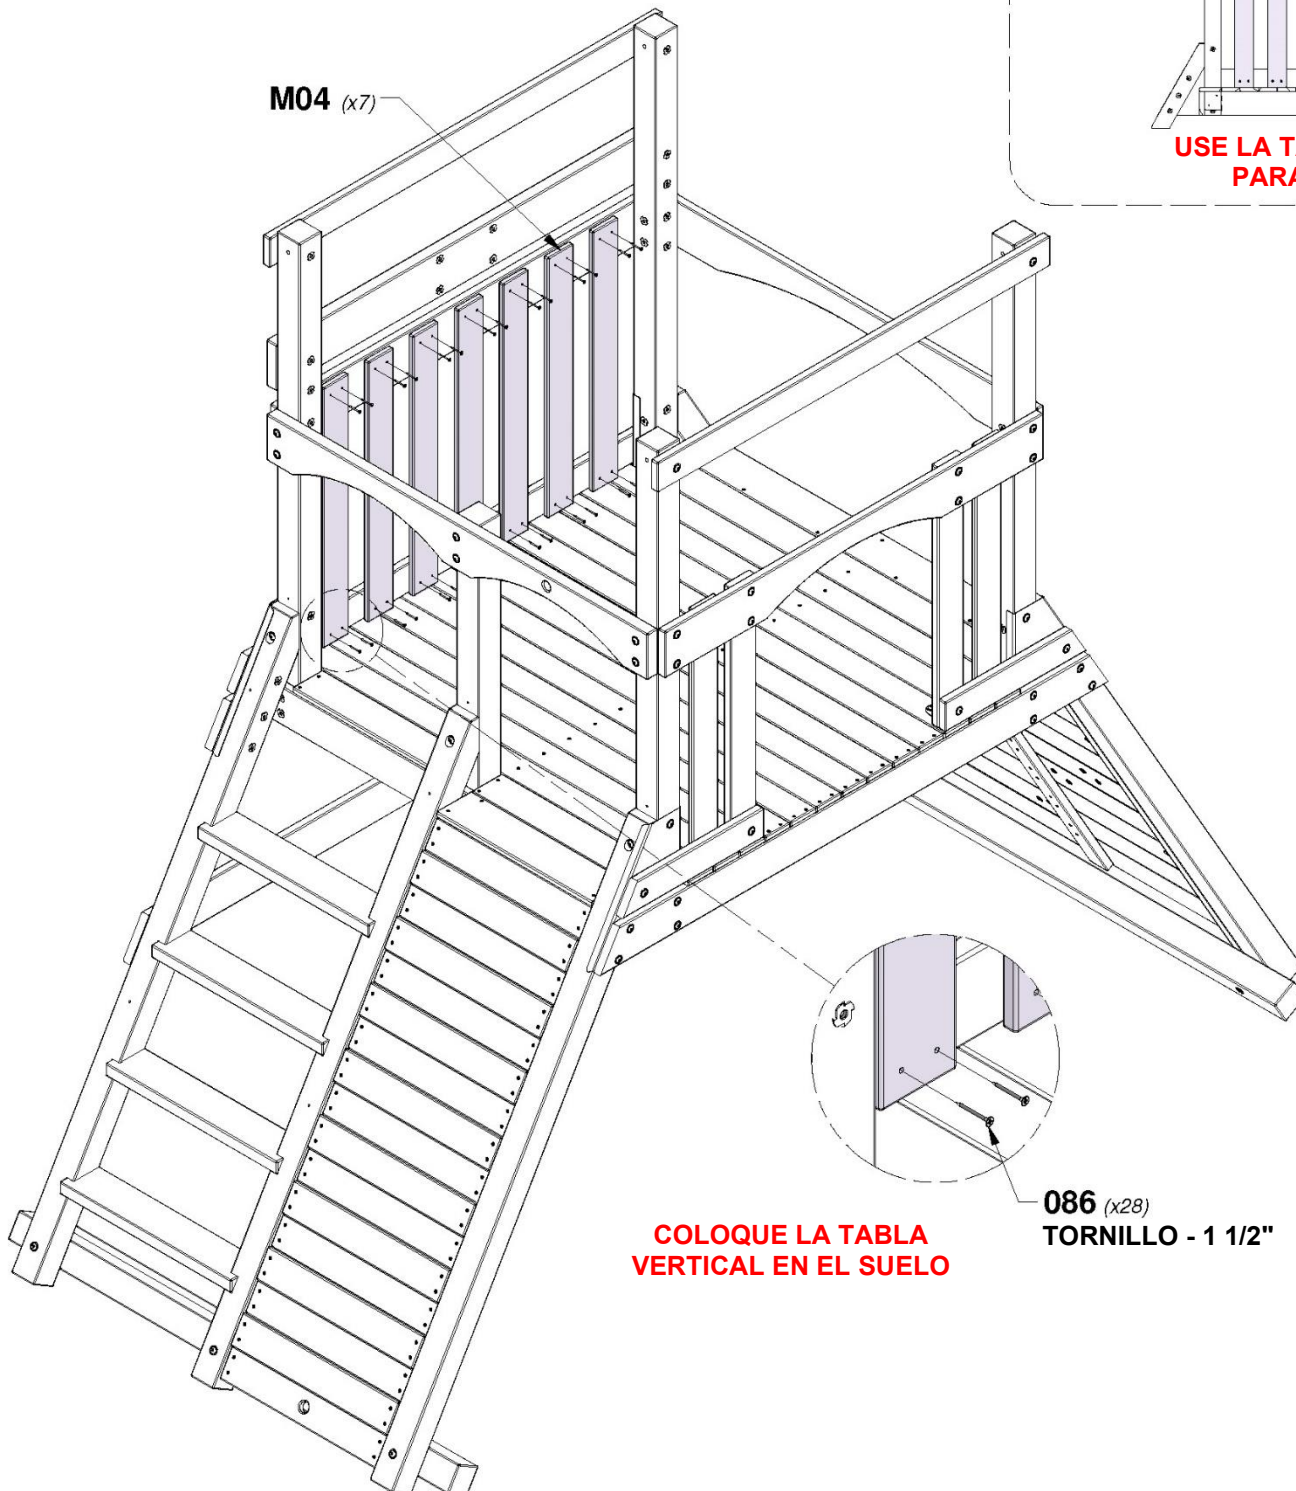 M04 (x7)
USE LA
PARA
086 (x28)
TORNILLO - 1 1/2"
COLOQUE LA TABLA
VERTICAL EN EL SUELO